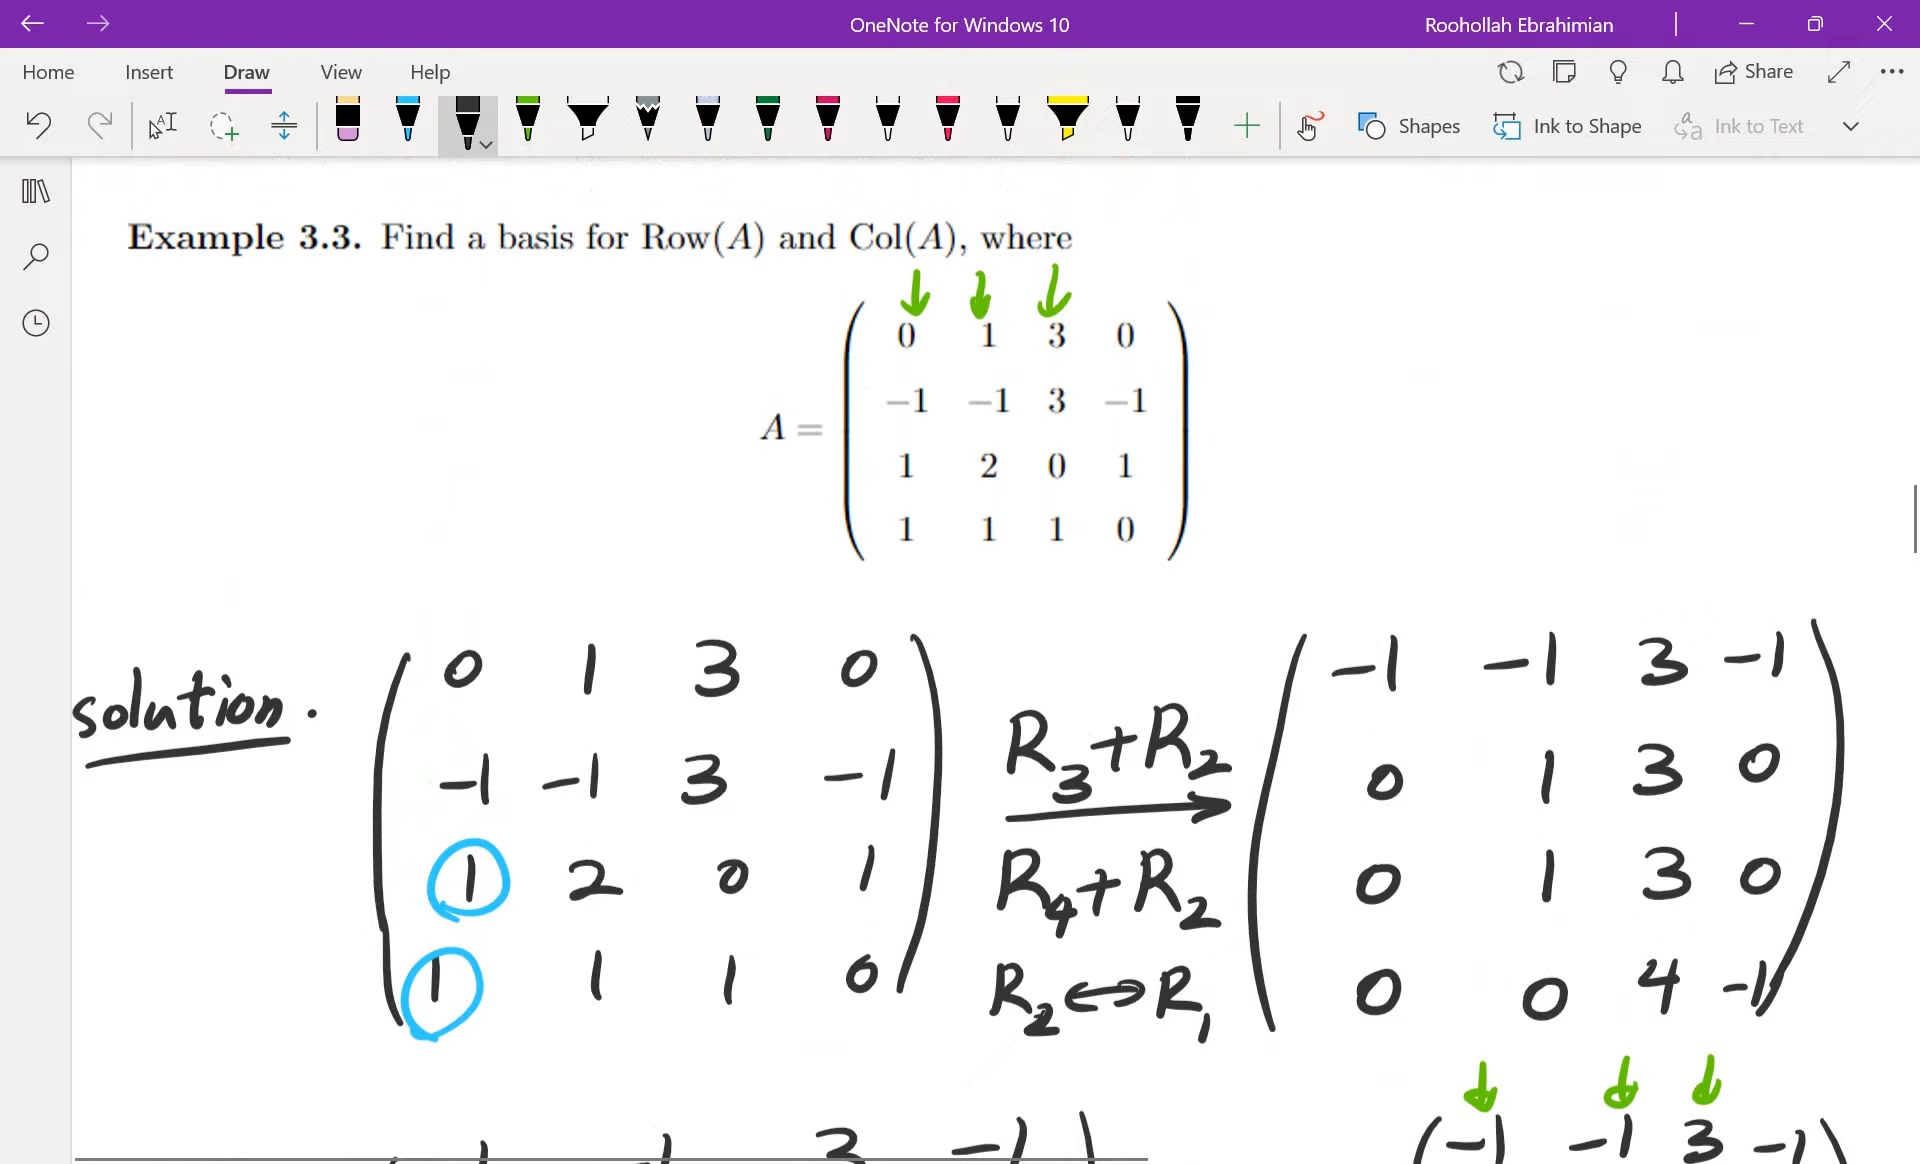 OneNote for Windows 10
Roohollah Ebrahimian
Home Insert Draw View Help
Share
Shapes Ink to Shape Ink to Text
Example 3.3. Find a basis for Row(A) and Col(A), where
↓ ↓ ↓
0 1 3 0
−1 −1 3 −1
A =
1 2 0 1
1 1 1 0
solution.
0 1 3 0
-1 -1 3 -1
1 2 0 1
1 1 1 0
R₃+R₂
R₄+R₂
R₂↔R₁
-1 -1 3 -1
0 1 3 0
0 1 3 0
0 0 4 -1
↓ ↓ ↓
-1 -1 3 -1